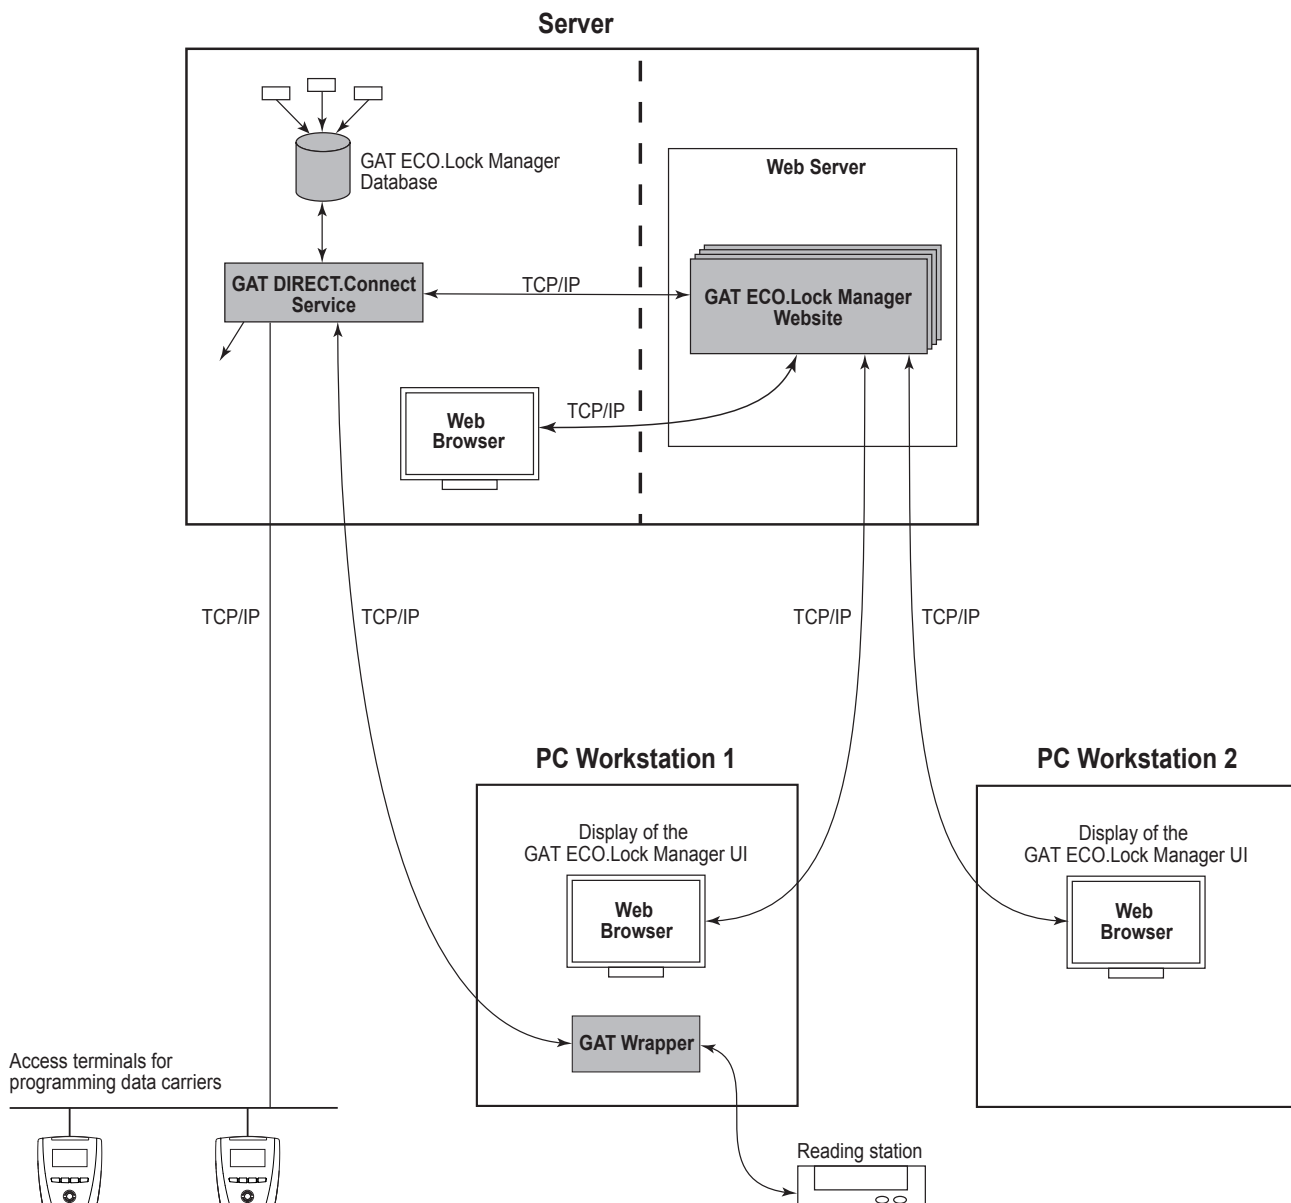 Server
GAT ECO.Lock Manager
Database
Web Server
GAT DIRECT.Connect
Service
TCP/IP
GAT ECO.Lock Manager
Website
Web
Browser
TCP/IP
TCP/IP
TCP/IP
TCP/IP
TCP/IP
PC Workstation 1
PC Workstation 2
Display of the
GAT ECO.Lock Manager UI
Web
Browser
Display of the
GAT ECO.Lock Manager UI
Web
Browser
GAT Wrapper
Access terminals for
programming data carriers
Reading station